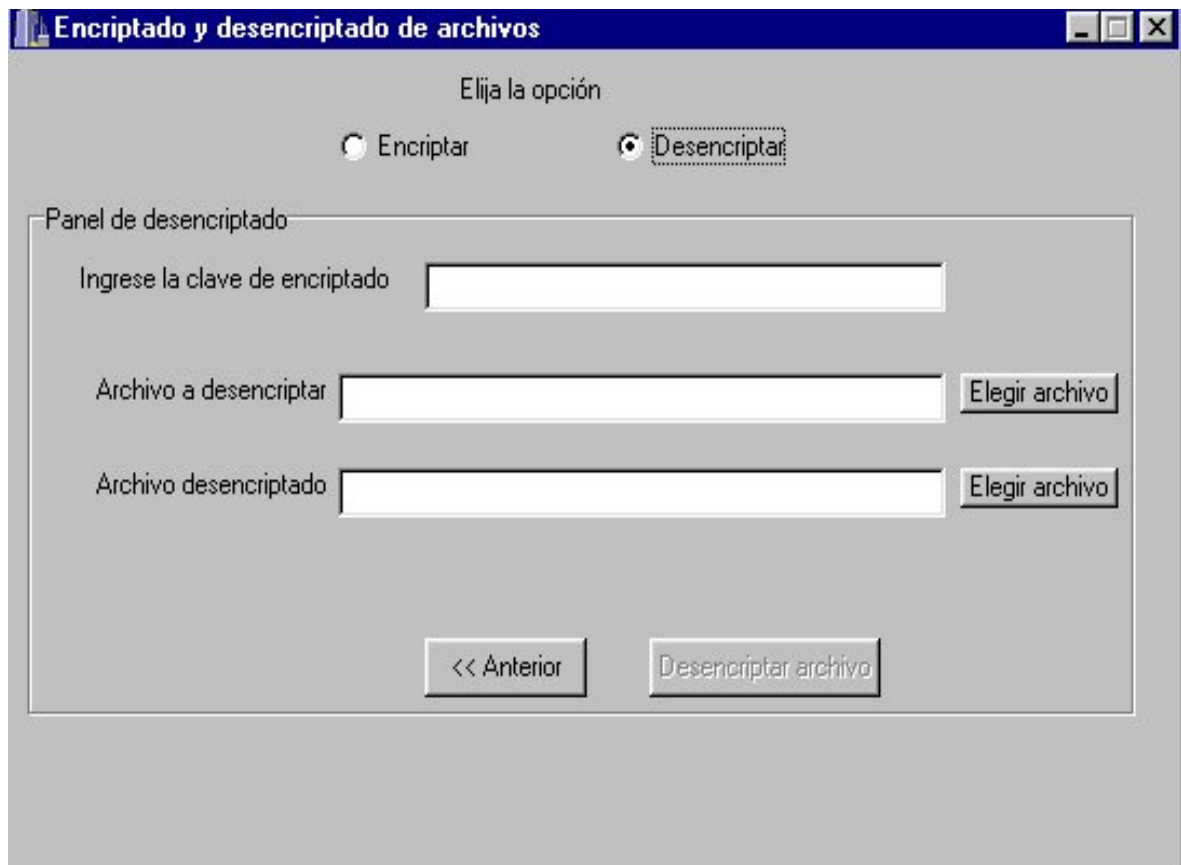 Encriptado y desencriptado de archivos
Elija la opción
Encriptar Desencriptar
Panel de desencriptado
Ingrese la clave de encriptado
Archivo a desencriptar Elegir archivo
Archivo desencriptado Elegir archivo
<< Anterior Desencriptar archivo